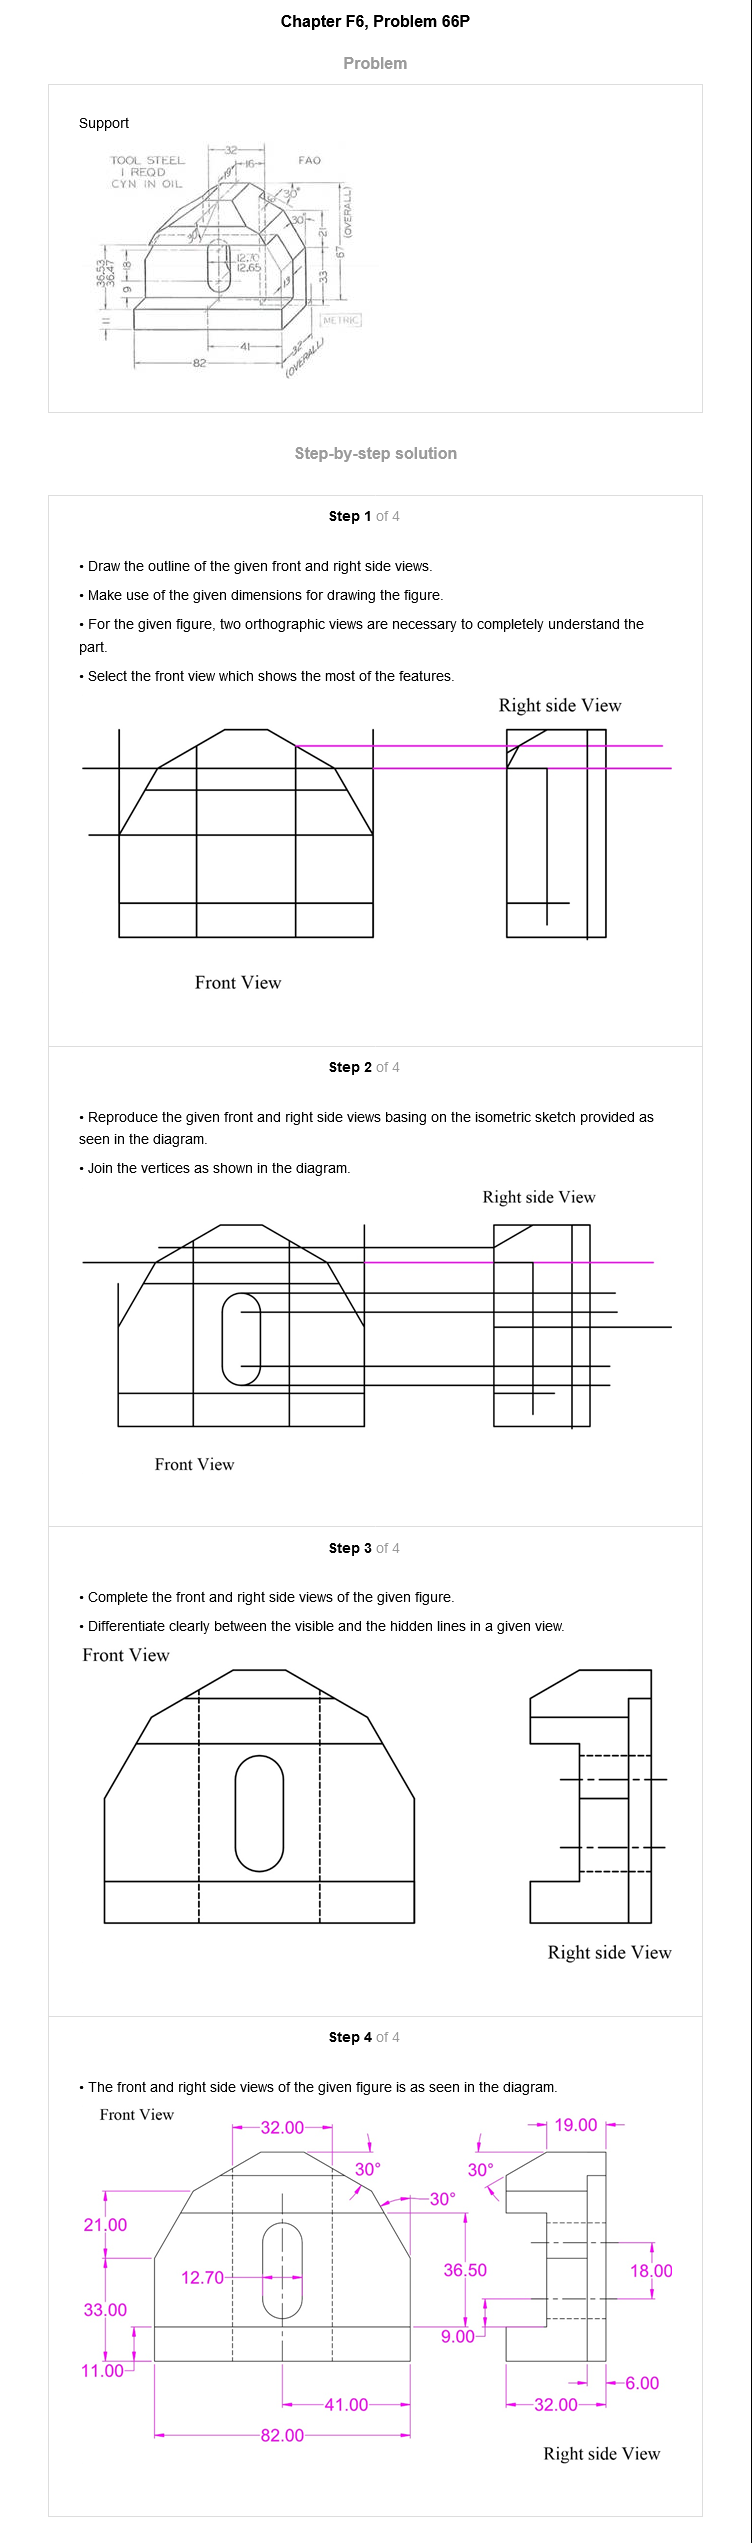 Chapter F6, Problem 66P
Problem
Support
TOOL STEEL
1 REQD
CYN IN OIL
FAO
32
16
19
30°
30°
30°
21
67
(OVERALL)
12.70
12.65
36.53
36.47
18
9
33
13
11
METRIC
41
32
(OVERALL)
82
Step-by-step solution
Step 1 of 4
• Draw the outline of the given front and right side views.
• Make use of the given dimensions for drawing the figure.
• For the given figure, two orthographic views are necessary to completely understand the
part.
• Select the front view which shows the most of the features.
Right side View
Front View
Step 2 of 4
• Reproduce the given front and right side views basing on the isometric sketch provided as
seen in the diagram.
• Join the vertices as shown in the diagram.
Right side View
Front View
Step 3 of 4
• Complete the front and right side views of the given figure.
• Differentiate clearly between the visible and the hidden lines in a given view.
Front View
Right side View
Step 4 of 4
• The front and right side views of the given figure is as seen in the diagram.
Front View
32.00
19.00
30°
30°
30°
21.00
12.70
36.50
18.00
33.00
9.00
11.00
6.00
41.00
32.00
82.00
Right side View